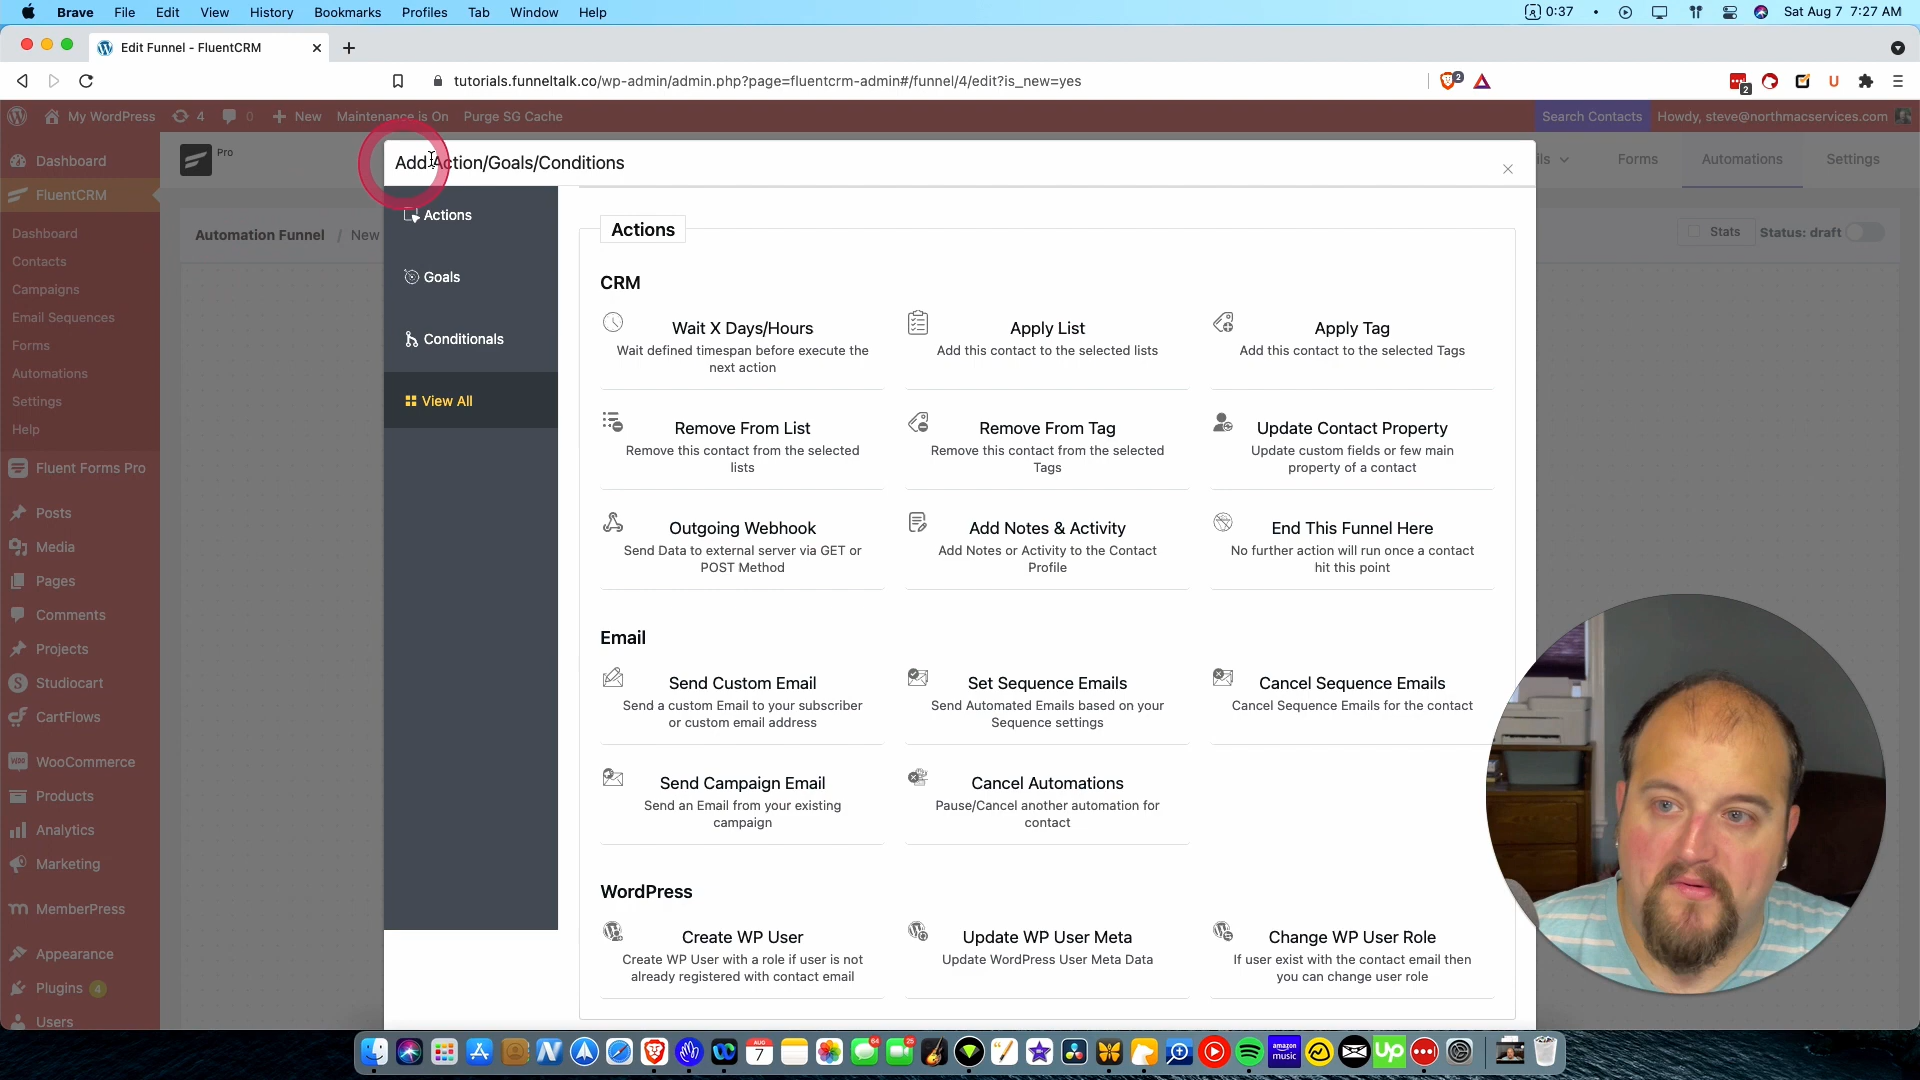 Brave File Edit View History Bookmarks Profiles Tab Window Help
0:37 Sat Aug 7 7:27 AM
Edit Funnel - FluentCRM
tutorials.funneltalk.co/wp-admin/admin.php?page=fluentcrm-admin#/funnel/4/edit?is_new=yes
2
2
U
My WordPress 4 0 New Maintenance is On Purge SG Cache
Search Contacts Howdy, steve@northmacservices.com
Pro
ils Forms Automations Settings
Automation Funnel / New
Stats Status: draft
Dashboard
FluentCRM
Dashboard
Contacts
Campaigns
Email Sequences
Forms
Automations
Settings
Help
Fluent Forms Pro
Posts
Media
Pages
Comments
Projects
Studiocart
CartFlows
WooCommerce
Products
Analytics
Marketing
MemberPress
Appearance
Plugins 4
Users
Add Action/Goals/Conditions
Actions
Goals
Conditionals
View All
Actions
CRM
Wait X Days/Hours
Wait defined timespan before execute the
next action
Apply List
Add this contact to the selected lists
Apply Tag
Add this contact to the selected Tags
Remove From List
Remove this contact from the selected
lists
Remove From Tag
Remove this contact from the selected
Tags
Update Contact Property
Update custom fields or few main
property of a contact
Outgoing Webhook
Send Data to external server via GET or
POST Method
Add Notes & Activity
Add Notes or Activity to the Contact
Profile
End This Funnel Here
No further action will run once a contact
hit this point
Email
Send Custom Email
Send a custom Email to your subscriber
or custom email address
Set Sequence Emails
Send Automated Emails based on your
Sequence settings
Cancel Sequence Emails
Cancel Sequence Emails for the contact
Send Campaign Email
Send an Email from your existing
campaign
Cancel Automations
Pause/Cancel another automation for
contact
WordPress
Create WP User
Create WP User with a role if user is not
already registered with contact email
Update WP User Meta
Update WordPress User Meta Data
Change WP User Role
If user exist with the contact email then
you can change user role
AUG
7
64
25
amazon
music
Up